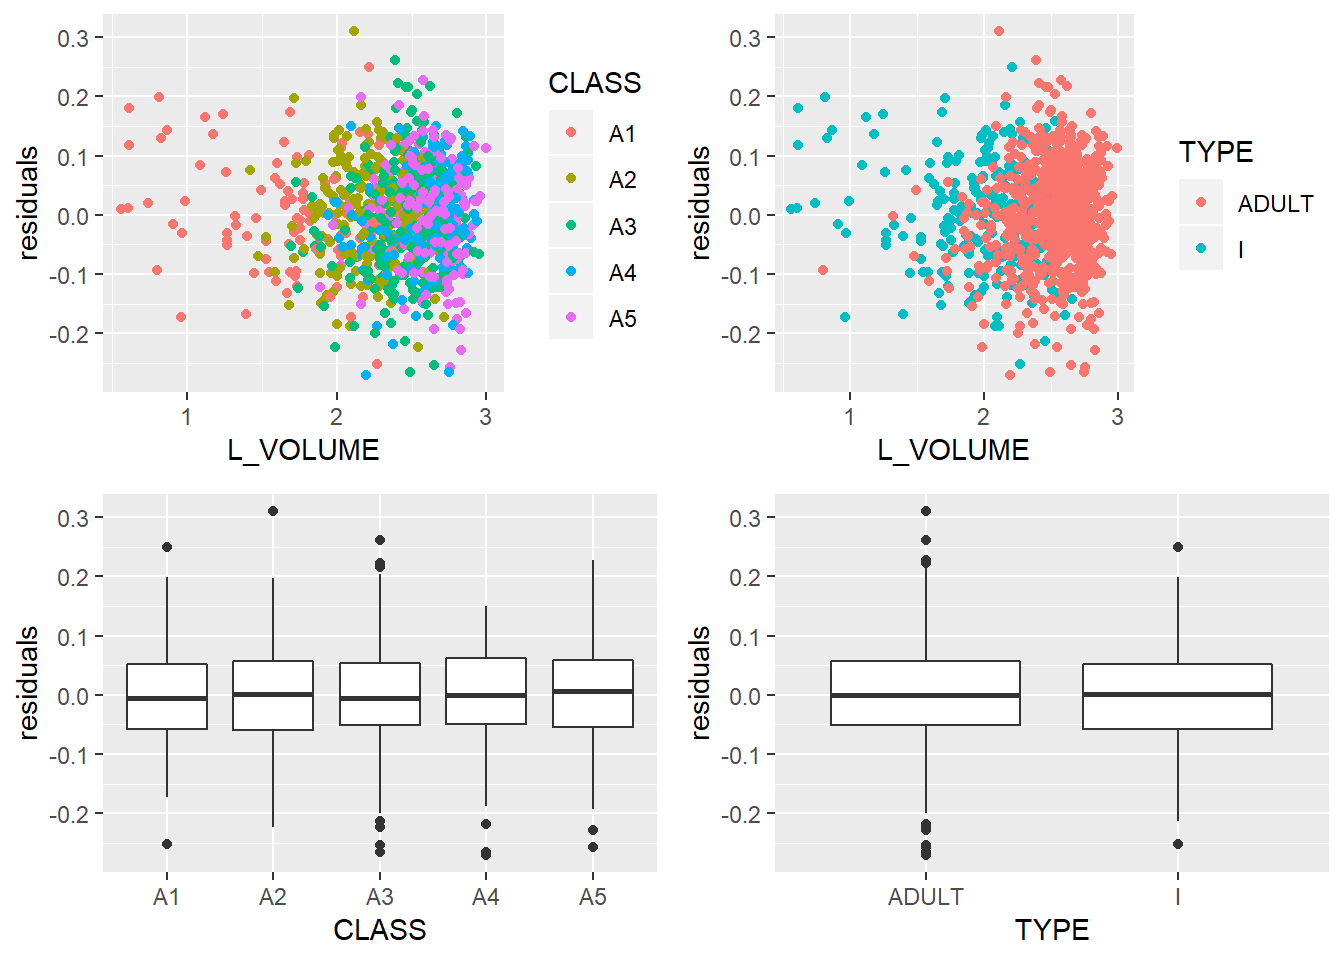 residuals
0.3
0.2
0.1
0.0
-0.1
-0.2
1 2 3
L_VOLUME
CLASS
A1
A2
A3
A4
A5
residuals
0.3
0.2
0.1
0.0
-0.1
-0.2
1 2 3
L_VOLUME
TYPE
ADULT
I
residuals
0.3
0.2
0.1
0.0
-0.1
-0.2
A1 A2 A3 A4 A5
CLASS
residuals
0.3
0.2
0.1
0.0
-0.1
-0.2
ADULT I
TYPE